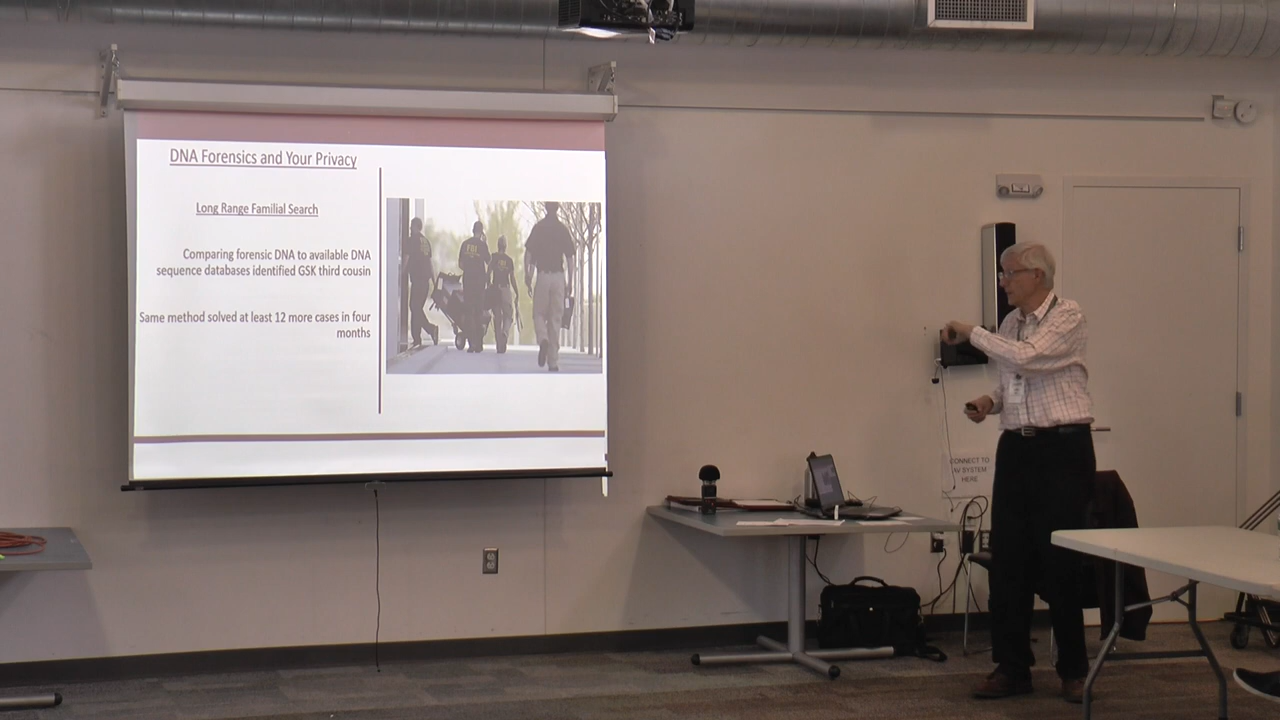 DNA Forensics and Your Privacy
Long Range Familial Search
Comparing forensic DNA to available DNA
sequence databases identified GSK third cousin
Same method solved at least 12 more cases in four
months
FBI
CONNECT TO
AV SYSTEM
HERE